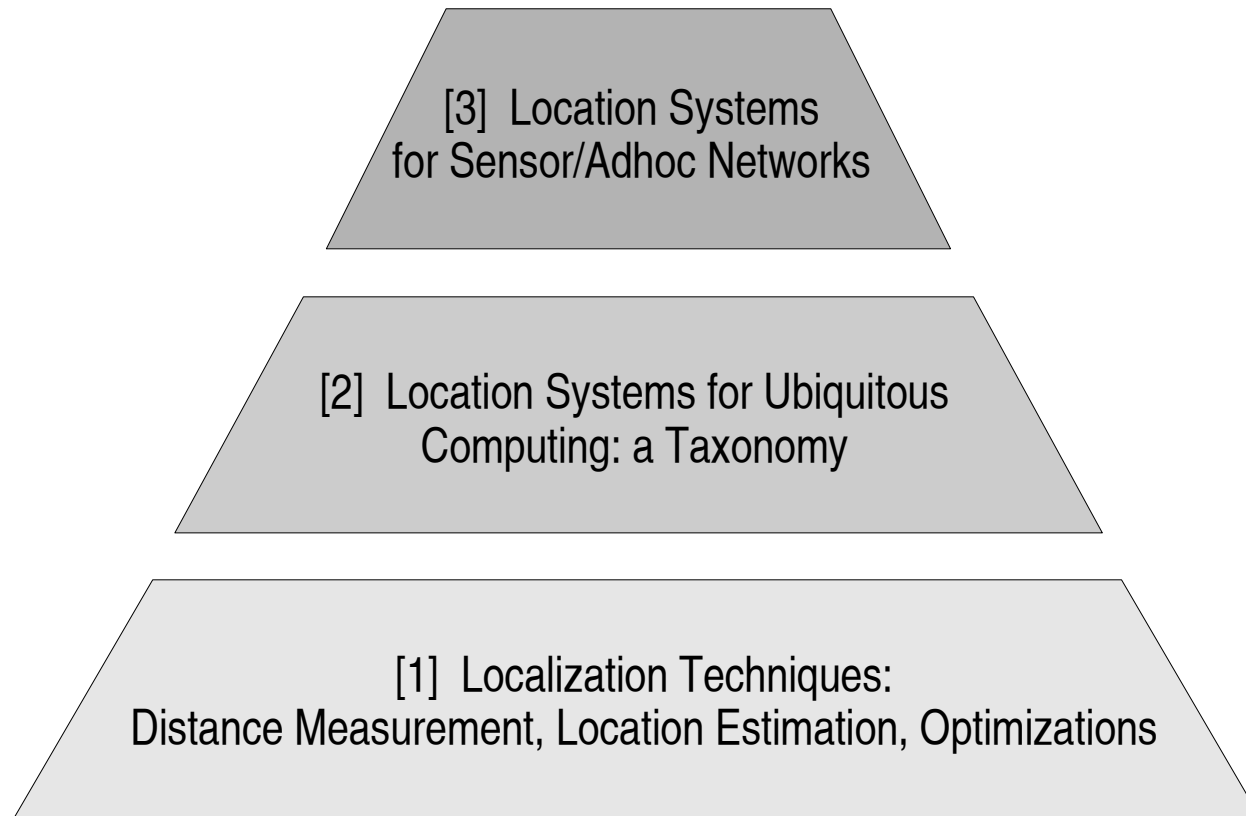 [3] Location Systems
for Sensor/Adhoc Networks
[2] Location Systems for Ubiquitous
Computing: a Taxonomy
[1] Localization Techniques:
Distance Measurement, Location Estimation, Optimizations